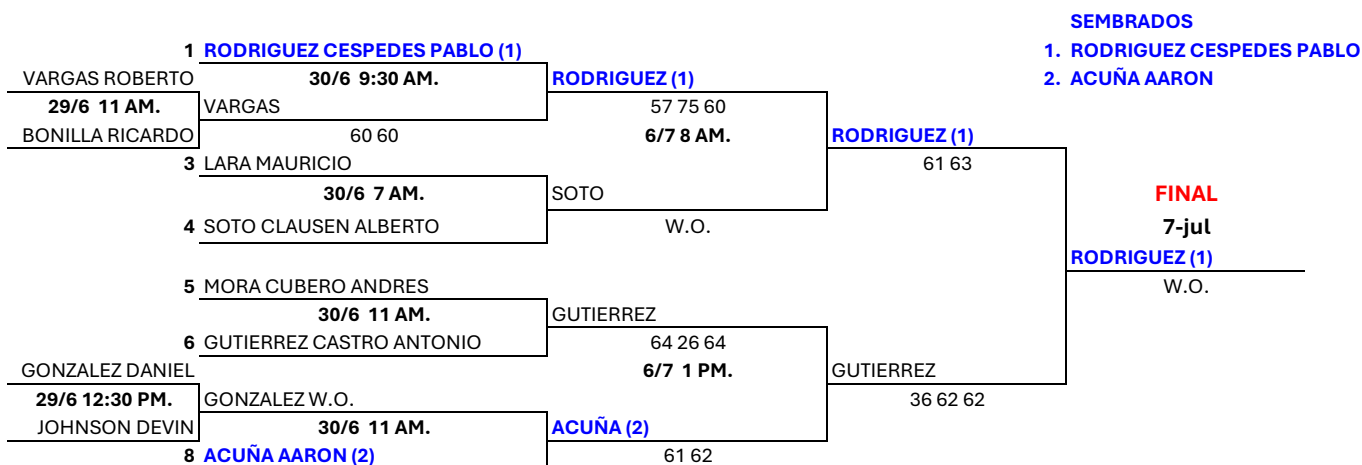 SEMBRADOS
1 RODRIGUEZ CESPEDES PABLO (1)
1. RODRIGUEZ CESPEDES PABLO
VARGAS ROBERTO
30/6 9:30 AM.
RODRIGUEZ (1)
2. ACUÑA AARON
29/6 11 AM.
VARGAS
57 75 60
BONILLA RICARDO
60 60
6/7 8 AM.
RODRIGUEZ (1)
3 LARA MAURICIO
61 63
30/6 7 AM.
SOTO
FINAL
4 SOTO CLAUSEN ALBERTO
W.O.
7-jul
RODRIGUEZ (1)
5 MORA CUBERO ANDRES
W.O.
30/6 11 AM.
GUTIERREZ
6 GUTIERREZ CASTRO ANTONIO
64 26 64
GONZALEZ DANIEL
6/7 1 PM.
GUTIERREZ
29/6 12:30 PM.
GONZALEZ W.O.
36 62 62
JOHNSON DEVIN
30/6 11 AM.
ACUÑA (2)
8 ACUÑA AARON (2)
61 62